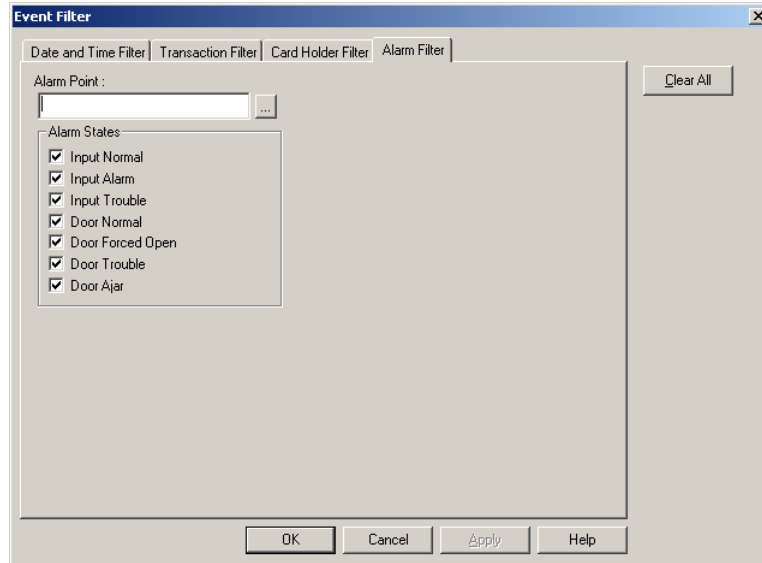 Event Filter
Date and Time Filter Transaction Filter Card Holder Filter Alarm Filter
Alarm Point :
...
Clear All
Alarm States
Input Normal
Input Alarm
Input Trouble
Door Normal
Door Forced Open
Door Trouble
Door Ajar
OK Cancel Apply Help